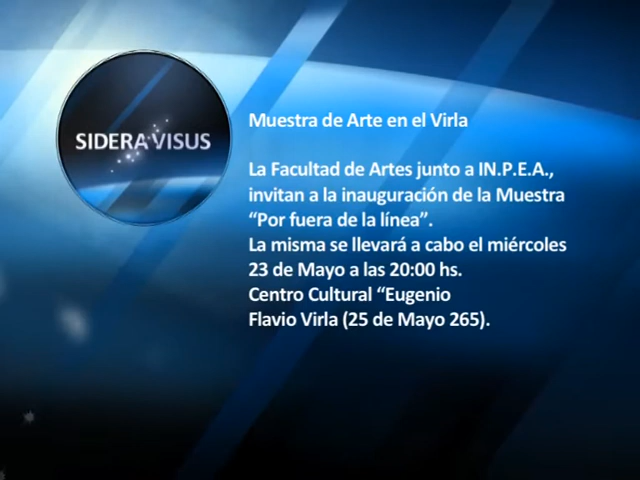 SIDERA VISUS
Muestra de Arte en el Virla
La Facultad de Artes junto a IN.P.E.A.,
invitan a la inauguración de la Muestra
“Por fuera de la línea”.
La misma se llevará a cabo el miércoles
23 de Mayo a las 20:00 hs.
Centro Cultural “Eugenio
Flavio Virla (25 de Mayo 265).